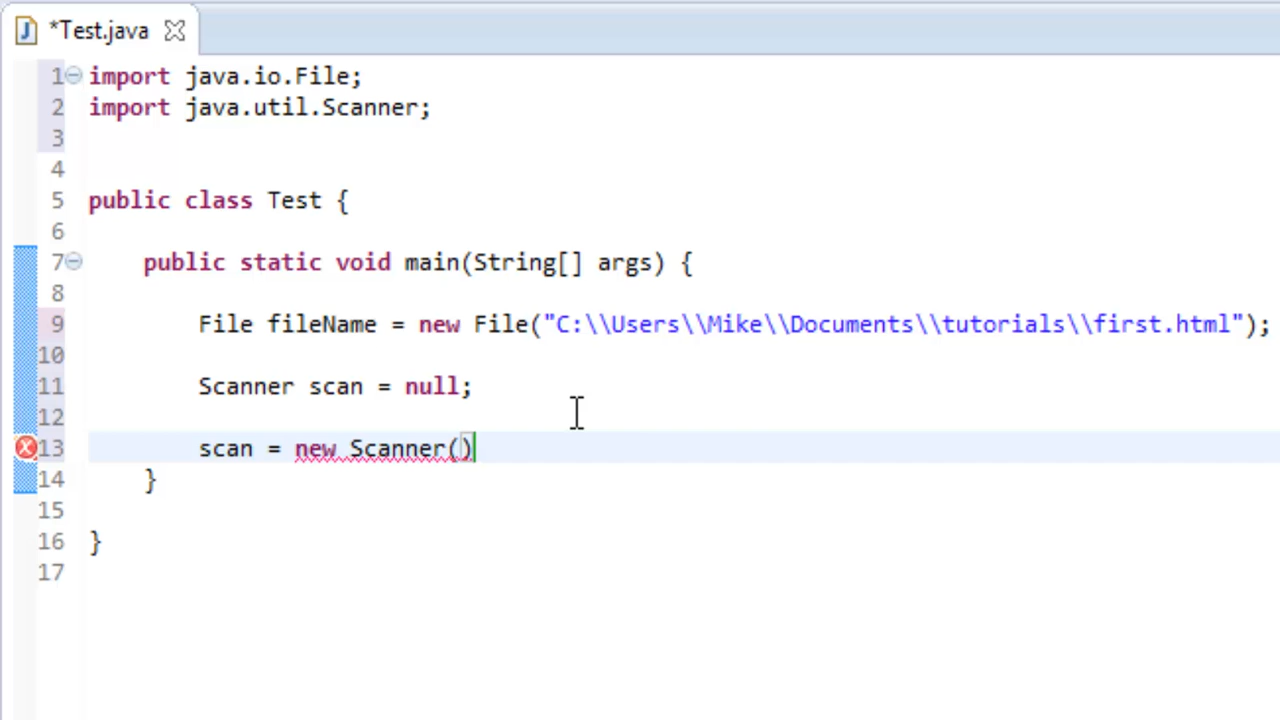 *Test.java
1 import java.io.File;
2 import java.util.Scanner;
3
4
5 public class Test {
6
7 public static void main(String[] args) {
8
9 File fileName = new File("C:\\Users\\Mike\\Documents\\tutorials\\first.html");
10
11 Scanner scan = null;
12
13 scan = new Scanner()
14 }
15
16 }
17